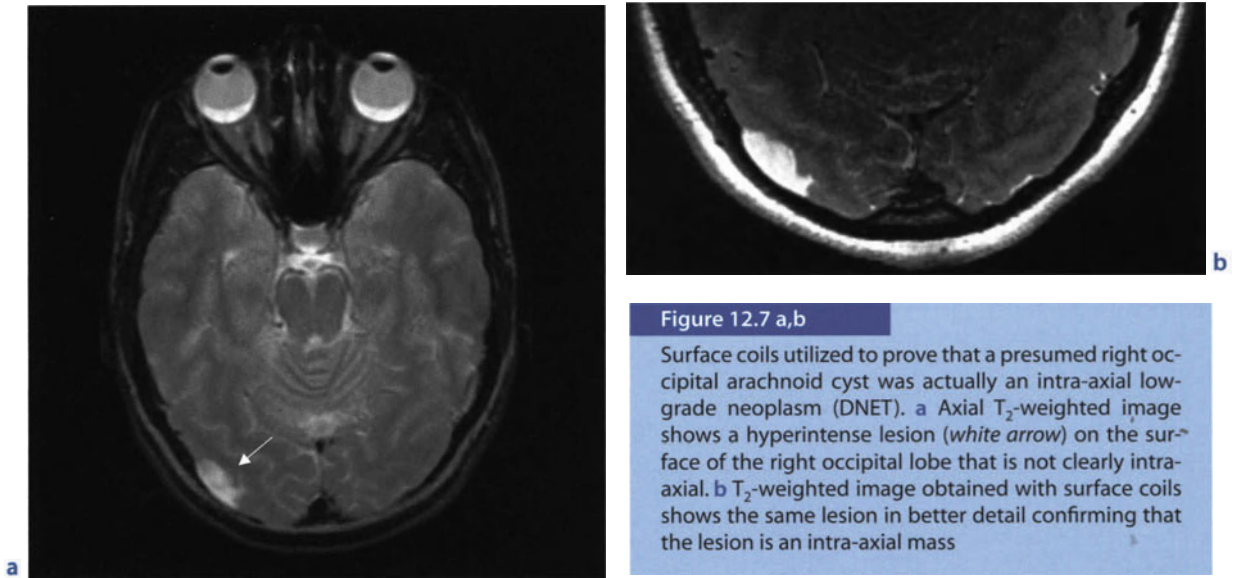 a
b
Figure 12.7 a,b
Surface coils utilized to prove that a presumed right oc-
cipital arachnoid cyst was actually an intra-axial low-
grade neoplasm (DNET). a Axial T₂-weighted image
shows a hyperintense lesion (white arrow) on the sur-
face of the right occipital lobe that is not clearly intra-
axial. b T₂-weighted image obtained with surface coils
shows the same lesion in better detail confirming that
the lesion is an intra-axial mass